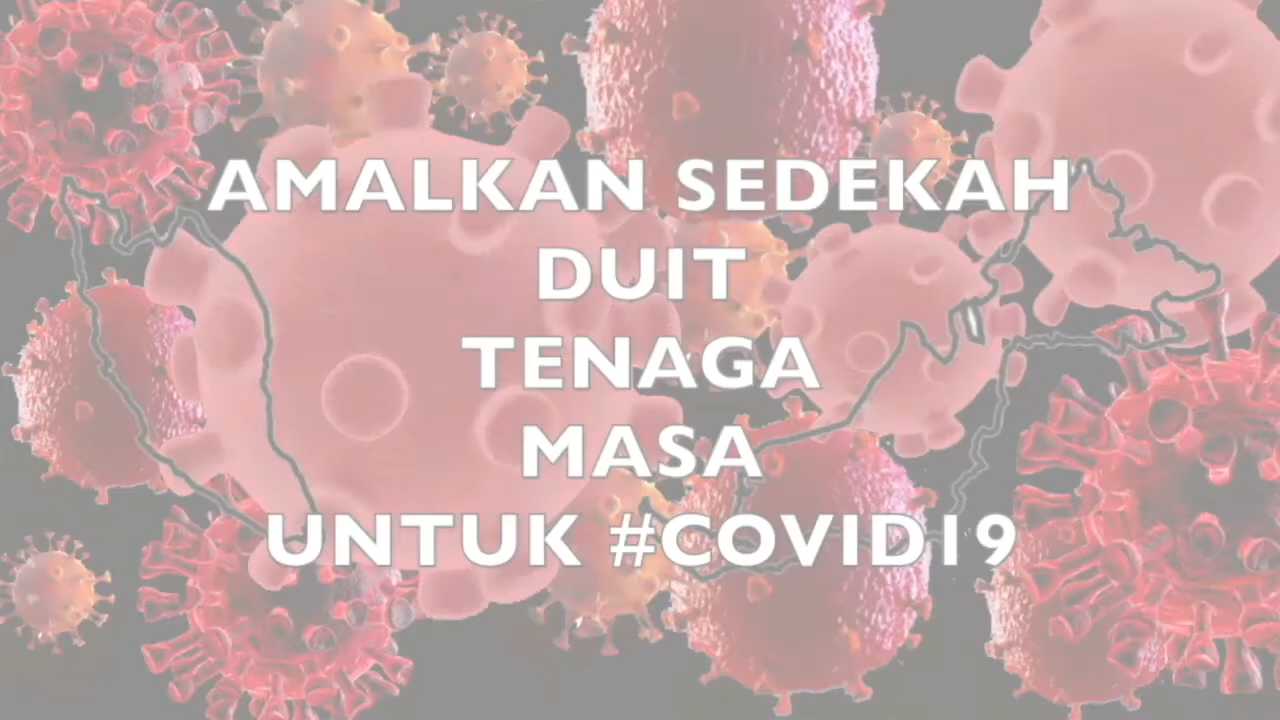 AMALKAN SEDEKAH
DUIT
TENAGA
MASA
UNTUK #COVID19